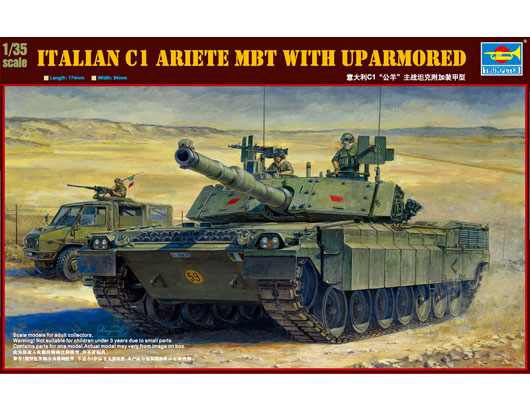 1/35
scale
ITALIAN C1 ARIETE MBT WITH UPARMORED
TRUMPETER
Length: 174mm Width: 94mm
意大利C1 “公羊”主战坦克附加装甲型
59
Scale models for adult collectors.
Warning! Not suitable for children under 3 years due to small parts.
Contains parts for one model. Actual model may vary from image on box.